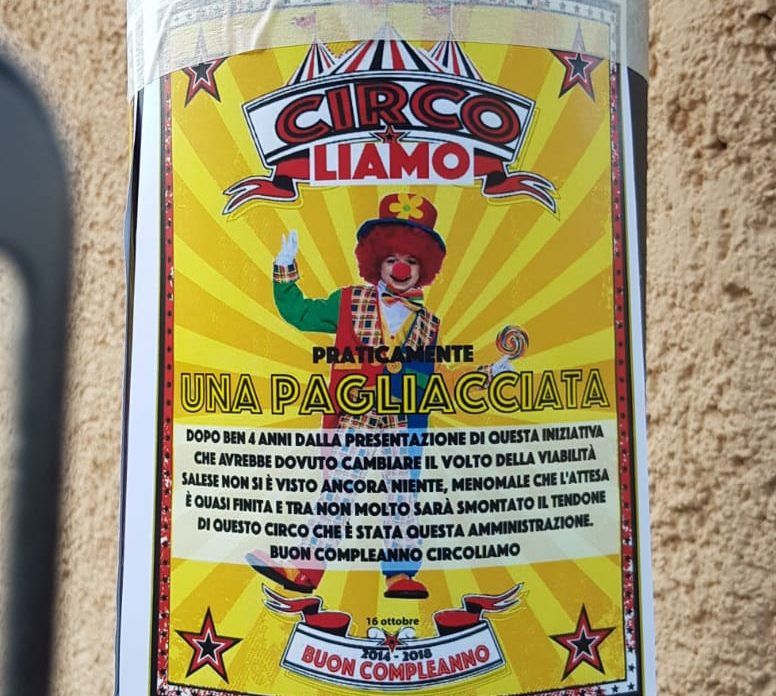 CIRCO
LIAMO
PRATICAMENTE
UNA PAGLIACCIATA
DOPO BEN 4 ANNI DALLA PRESENTAZIONE DI QUESTA INIZIATIVA
CHE AVREBBE DOVUTO CAMBIARE IL VOLTO DELLA VIABILITÀ
SALESE NON SI È VISTO ANCORA NIENTE, MENOMALE CHE L'ATTESA
È QUASI FINITA E TRA NON MOLTO SARÀ SMONTATO IL TENDONE
DI QUESTO CIRCO CHE È STATA QUESTA AMMINISTRAZIONE.
BUON COMPLEANNO CIRCOLIAMO
16 ottobre
2014 - 2018
BUON COMPLEANNO